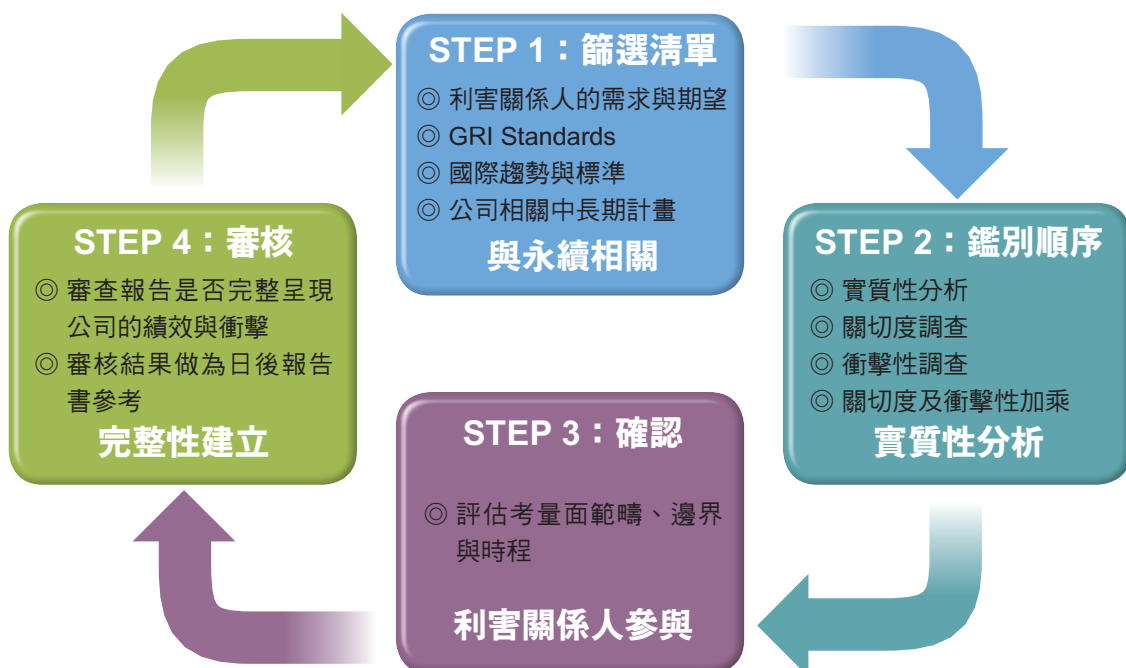 STEP 1：篩選清單
◎ 利害關係人的需求與期望
◎ GRI Standards
◎ 國際趨勢與標準
◎ 公司相關中長期計畫
與永續相關
STEP 2：鑑別順序
◎ 實質性分析
◎ 關切度調查
◎ 衝擊性調查
◎ 關切度及衝擊性加乘
實質性分析
STEP 3：確認
◎ 評估考量面範疇、邊界
與時程
利害關係人參與
STEP 4：審核
◎ 審查報告是否完整呈現
公司的績效與衝擊
◎ 審核結果做為日後報告
書參考
完整性建立